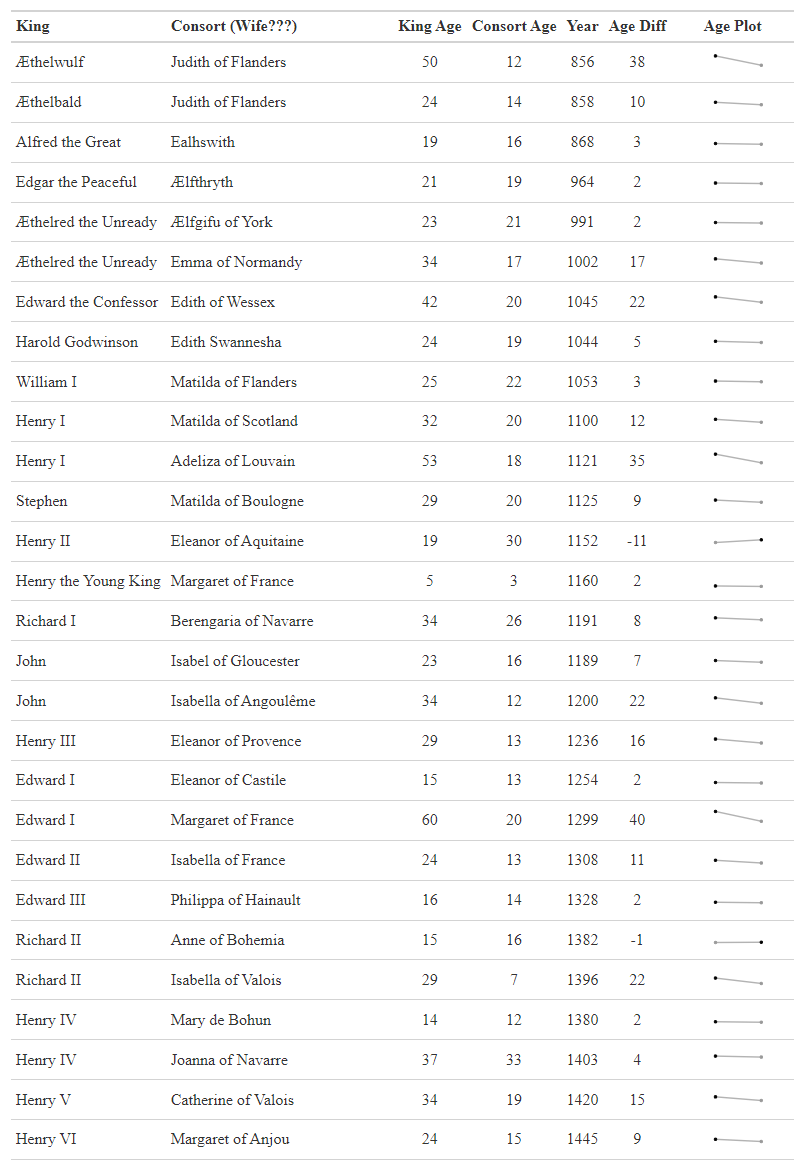 King Consort (Wife???) King Age Consort Age Year Age Diff Age Plot
Æthelwulf Judith of Flanders 50 12 856 38
Æthelbald Judith of Flanders 24 14 858 10
Alfred the Great Ealhswith 19 16 868 3
Edgar the Peaceful Ælfthryth 21 19 964 2
Æthelred the Unready Ælfgifu of York 23 21 991 2
Æthelred the Unready Emma of Normandy 34 17 1002 17
Edward the Confessor Edith of Wessex 42 20 1045 22
Harold Godwinson Edith Swannesha 24 19 1044 5
William I Matilda of Flanders 25 22 1053 3
Henry I Matilda of Scotland 32 20 1100 12
Henry I Adeliza of Louvain 53 18 1121 35
Stephen Matilda of Boulogne 29 20 1125 9
Henry II Eleanor of Aquitaine 19 30 1152 -11
Henry the Young King Margaret of France 5 3 1160 2
Richard I Berengaria of Navarre 34 26 1191 8
John Isabel of Gloucester 23 16 1189 7
John Isabella of Angoulême 34 12 1200 22
Henry III Eleanor of Provence 29 13 1236 16
Edward I Eleanor of Castile 15 13 1254 2
Edward I Margaret of France 60 20 1299 40
Edward II Isabella of France 24 13 1308 11
Edward III Philippa of Hainault 16 14 1328 2
Richard II Anne of Bohemia 15 16 1382 -1
Richard II Isabella of Valois 29 7 1396 22
Henry IV Mary de Bohun 14 12 1380 2
Henry IV Joanna of Navarre 37 33 1403 4
Henry V Catherine of Valois 34 19 1420 15
Henry VI Margaret of Anjou 24 15 1445 9